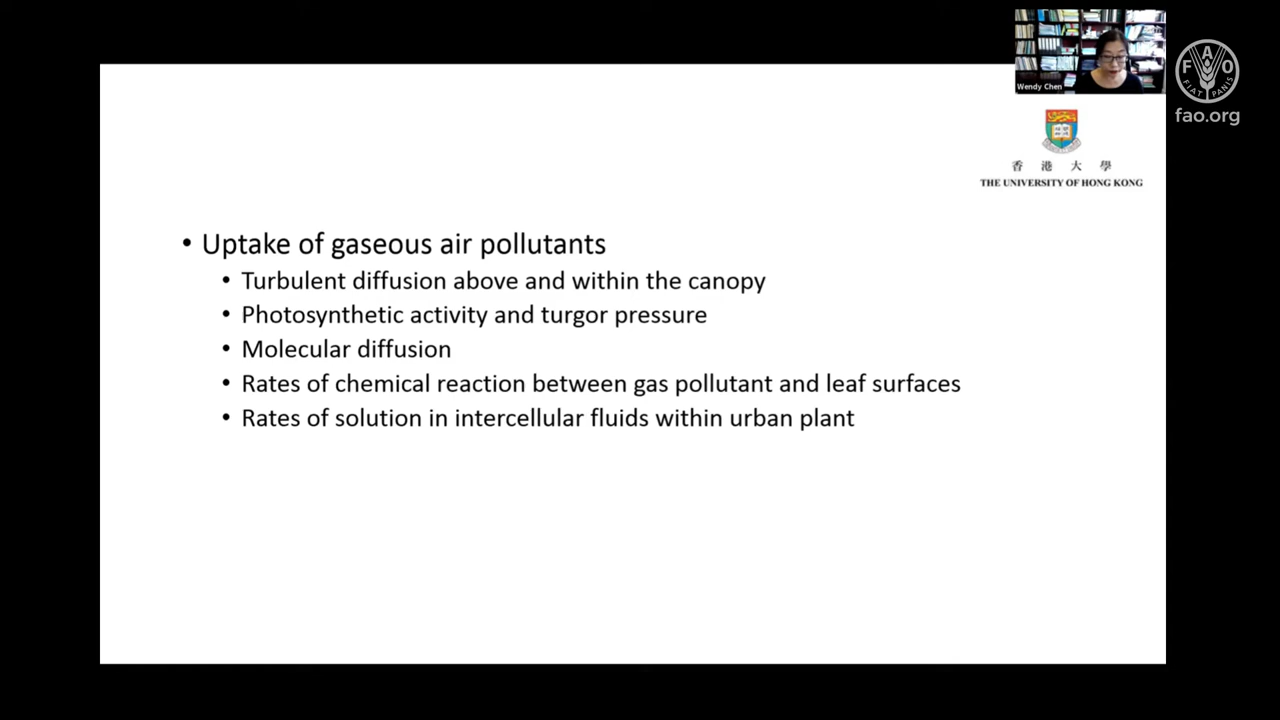 Wendy Chen
F A O
FIAT PANIS
fao.org
香港大學
THE UNIVERSITY OF HONG KONG
• Uptake of gaseous air pollutants
• Turbulent diffusion above and within the canopy
• Photosynthetic activity and turgor pressure
• Molecular diffusion
• Rates of chemical reaction between gas pollutant and leaf surfaces
• Rates of solution in intercellular fluids within urban plant